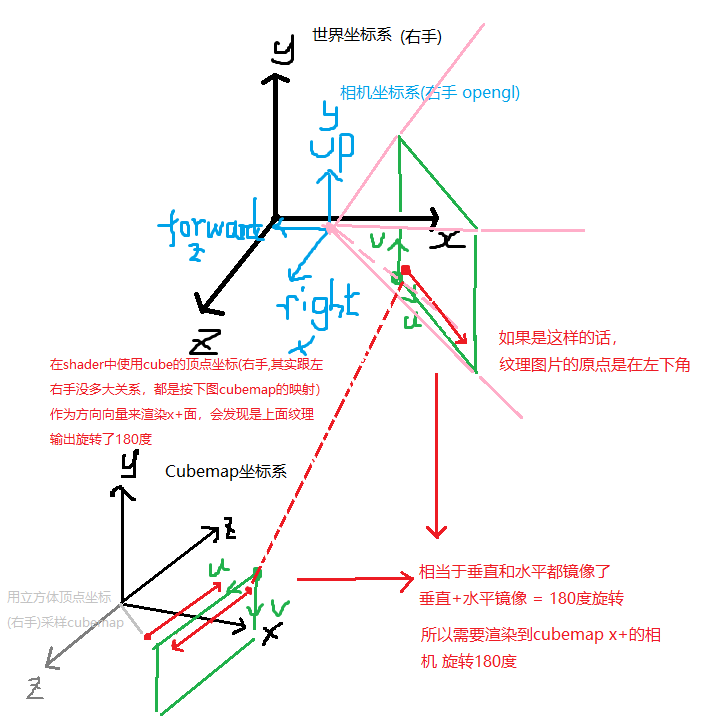 世界坐标系 (右手)
y
相机坐标系(右手 opengl)
y
up
forward
z
x
v
u
right
x
z
如果是这样的话，
纹理图片的原点是在左下角
在shader中使用cube的顶点坐标(右手,其实跟左
右手没多大关系，都是按下图cubemap的映射)
作为方向向量来渲染x+面，会发现是上面纹理
输出旋转了180度
y
Cubemap坐标系
z
u
v
x
用立方体顶点坐标
(右手)采样cubemap
z
相当于垂直和水平都镜像了
垂直+水平镜像 = 180度旋转
所以需要渲染到cubemap x+的相
机 旋转180度